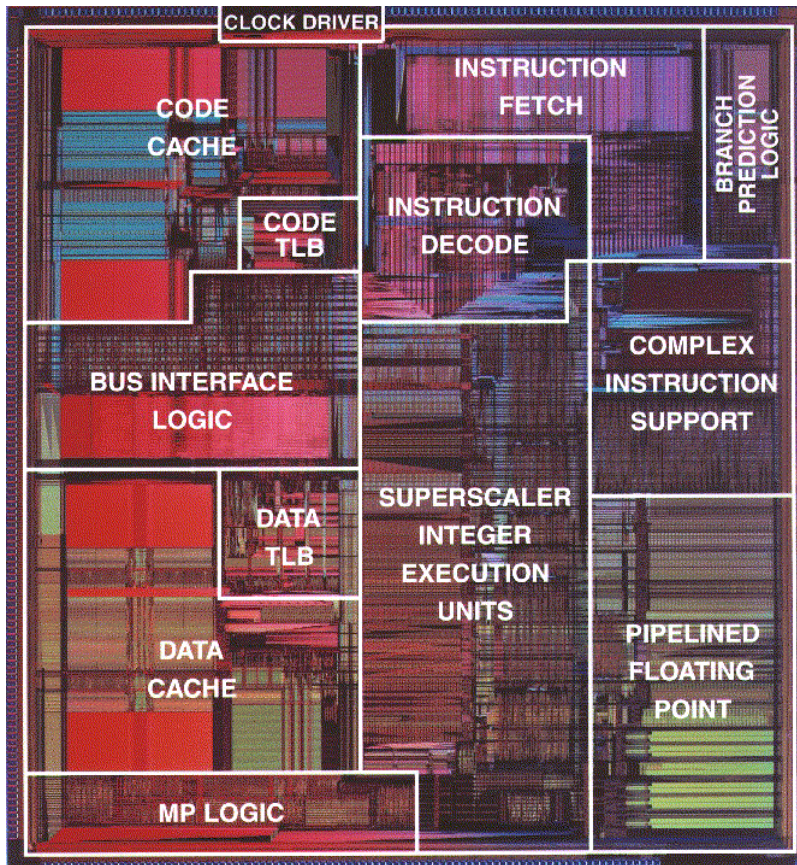 CLOCK DRIVER
CODE
CACHE
INSTRUCTION
FETCH
BRANCH
PREDICTION
LOGIC
CODE
TLB
INSTRUCTION
DECODE
BUS INTERFACE
LOGIC
COMPLEX
INSTRUCTION
SUPPORT
DATA
TLB
SUPERSCALER
INTEGER
EXECUTION
UNITS
DATA
CACHE
PIPELINED
FLOATING
POINT
MP LOGIC